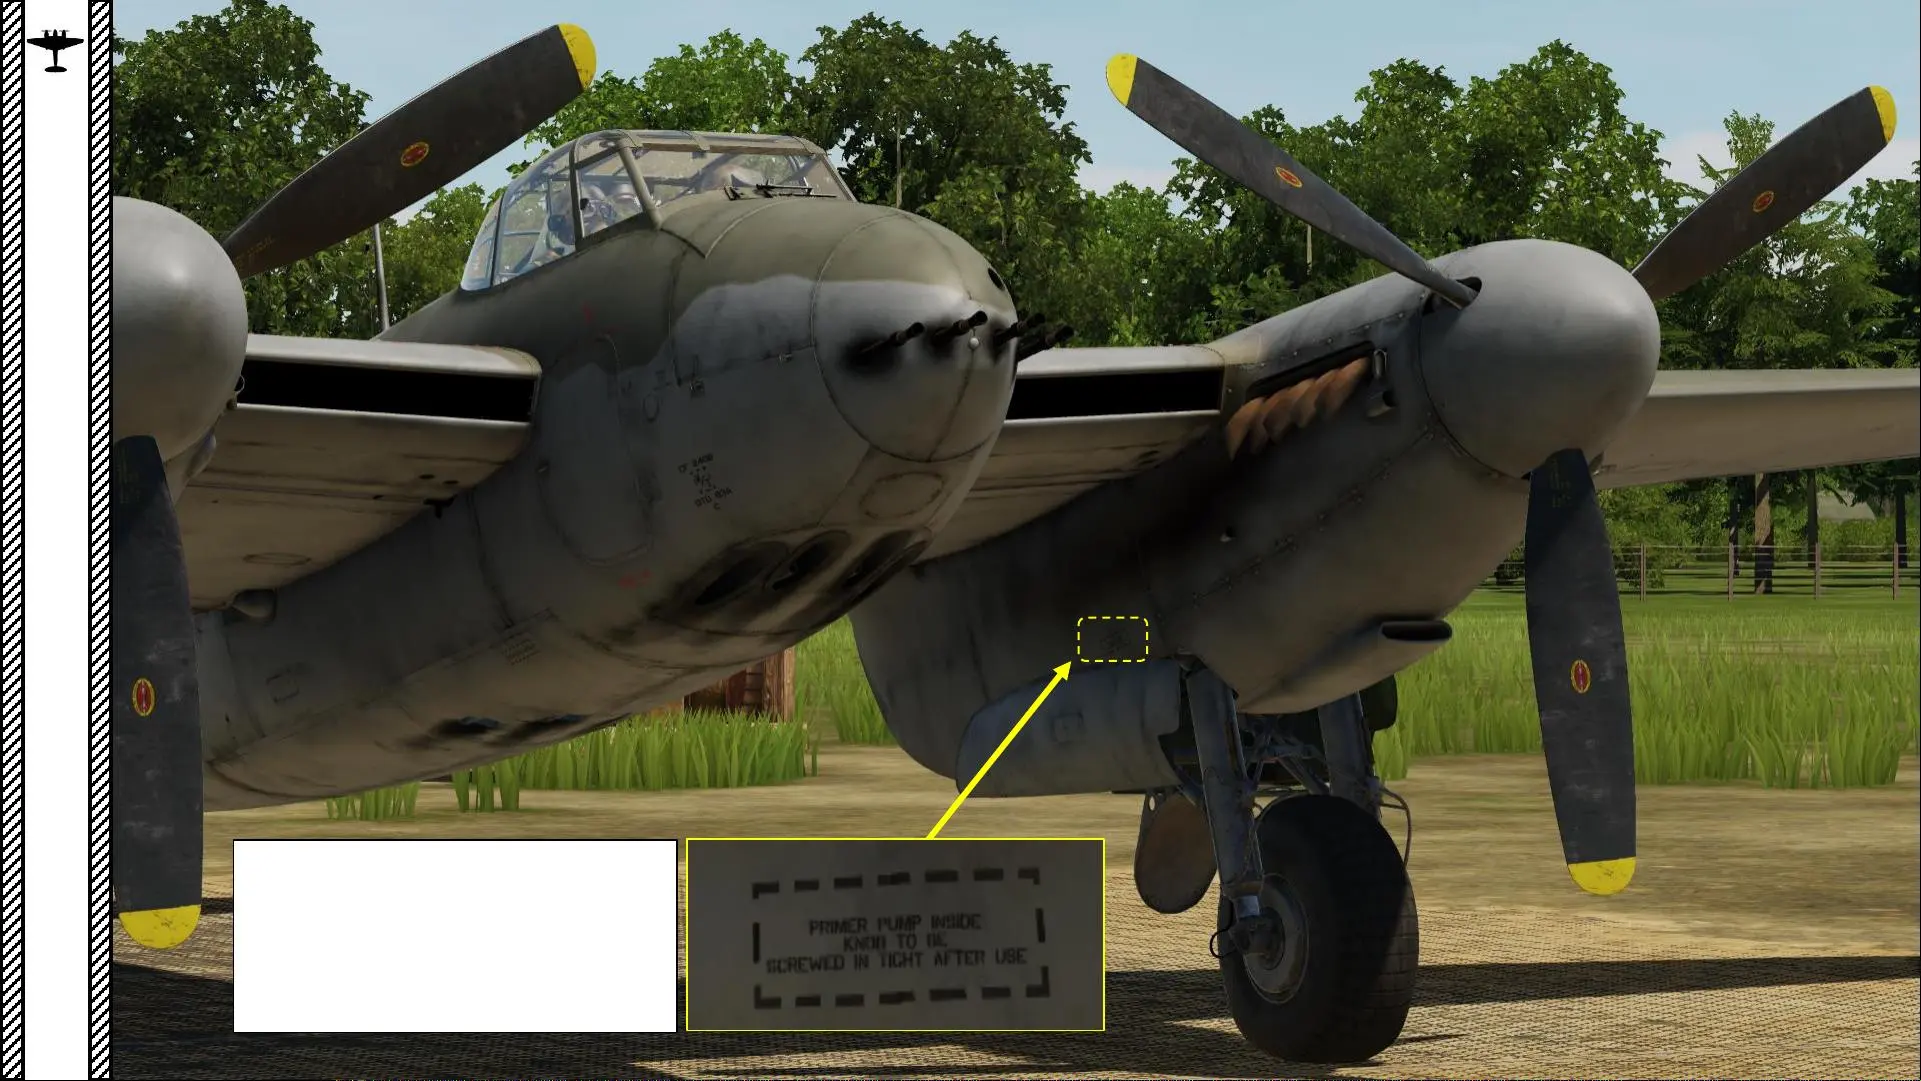 PRIMER PUMP INSIDE
KNOB TO BE
SCREWED IN TIGHT AFTER USE